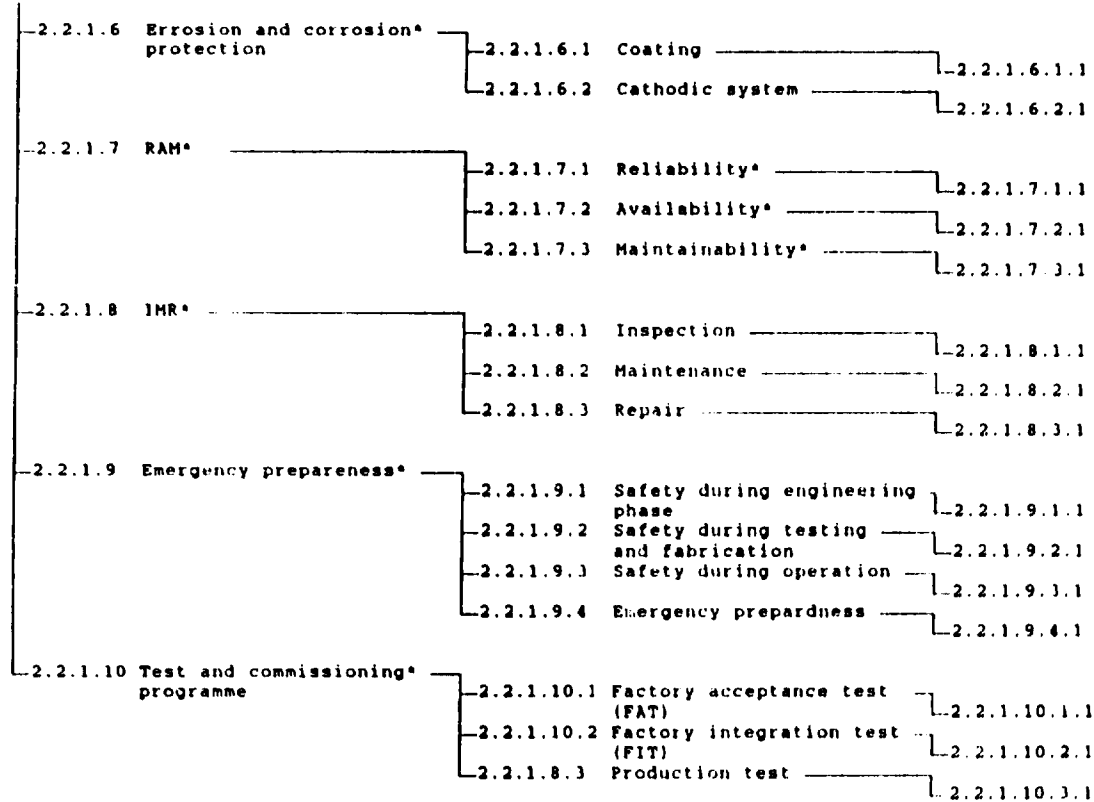 2.2.1.6 Errosion and corrosion*
protection
2.2.1.6.1 Coating
2.2.1.6.1.1
2.2.1.6.2 Cathodic system
2.2.1.6.2.1
2.2.1.7 RAM*
2.2.1.7.1 Reliability*
2.2.1.7.1.1
2.2.1.7.2 Availability*
2.2.1.7.2.1
2.2.1.7.3 Maintainability*
2.2.1.7.3.1
2.2.1.8 IMR*
2.2.1.8.1 Inspection
2.2.1.8.1.1
2.2.1.8.2 Maintenance
2.2.1.8.2.1
2.2.1.8.3 Repair
2.2.1.8.3.1
2.2.1.9 Emergency prepareness*
2.2.1.9.1 Safety during engineering
phase
2.2.1.9.1.1
2.2.1.9.2 Safety during testing
and fabrication
2.2.1.9.2.1
2.2.1.9.3 Safety during operation
2.2.1.9.3.1
2.2.1.9.4 Emergency prepardness
2.2.1.9.4.1
2.2.1.10 Test and commissioning*
programme
2.2.1.10.1 Factory acceptance test
(FAT)
2.2.1.10.1.1
2.2.1.10.2 Factory integration test
(FIT)
2.2.1.10.2.1
2.2.1.8.3 Production test
2.2.1.10.3.1